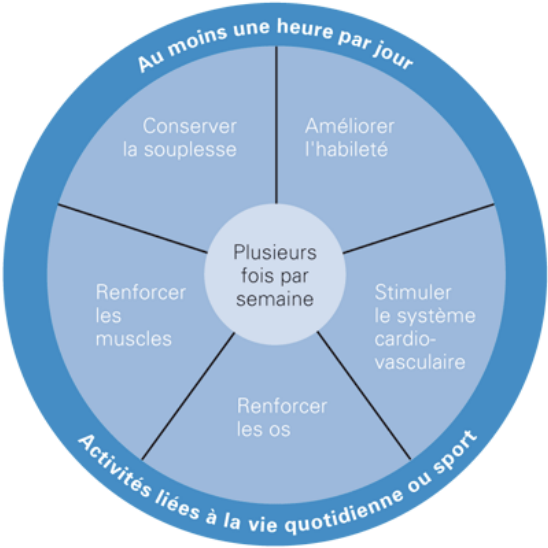 Au moins une heure par jour
Conserver
la souplesse
Améliorer
l'habileté
Plusieurs
fois par
semaine
Renforcer
les
muscles
Stimuler
le système
cardio-
vasculaire
Renforcer
les os
Activités liées à la vie quotidienne ou sport